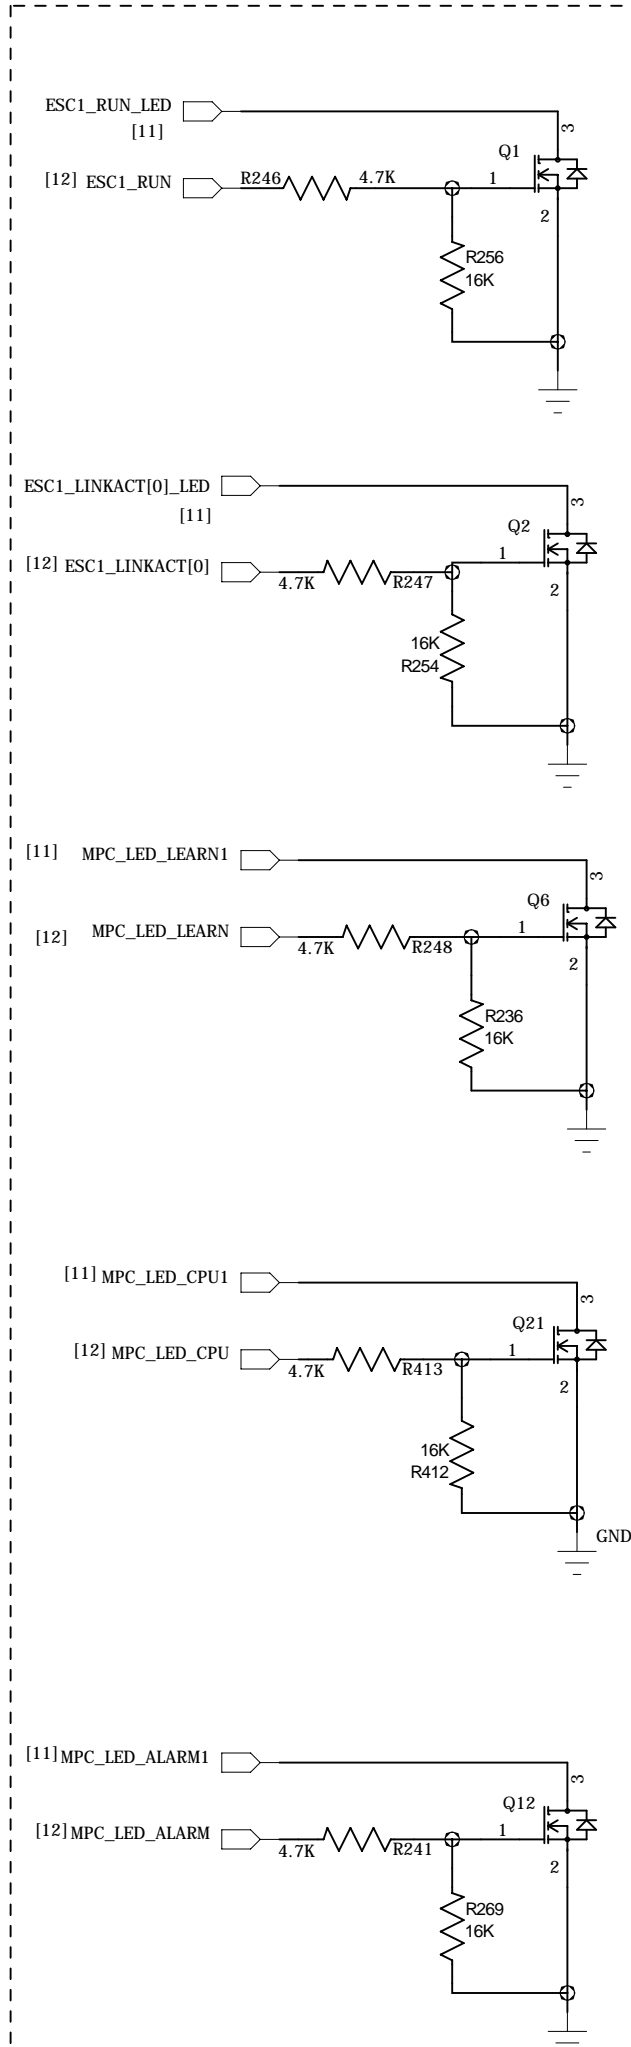 ESC1_RUN_LED
[11]
3
Q1
[12] ESC1_RUN
R246
4.7K
1
2
R256
16K
ESC1_LINKACT[0]_LED
[11]
3
Q2
[12] ESC1_LINKACT[0]
4.7K
R247
1
2
16K
R254
[11] MPC_LED_LEARN1
3
Q6
[12] MPC_LED_LEARN
4.7K
R248
1
2
R236
16K
[11] MPC_LED_CPU1
3
Q21
[12] MPC_LED_CPU
4.7K
R413
1
2
16K
R412
GND
[11] MPC_LED_ALARM1
3
Q12
[12] MPC_LED_ALARM
4.7K
R241
1
2
R269
16K